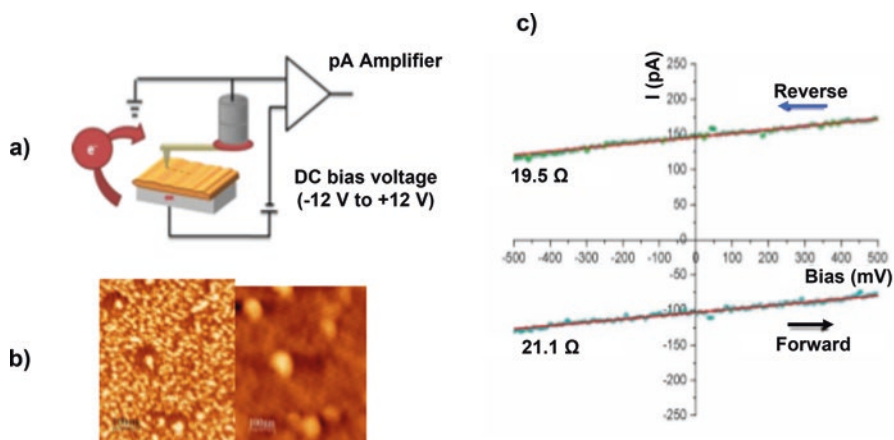 a)
pA Amplifier
e-
DC bias voltage
(-12 V to +12 V)
b)
100nm
c)
I (pA)
250
200
150
100
50
0
-50
-100
-150
-200
-250
-500 -400 -300 -200 -100 0 100 200 300 400 500
Bias (mV)
Reverse
19.5 Ω
21.1 Ω
Forward